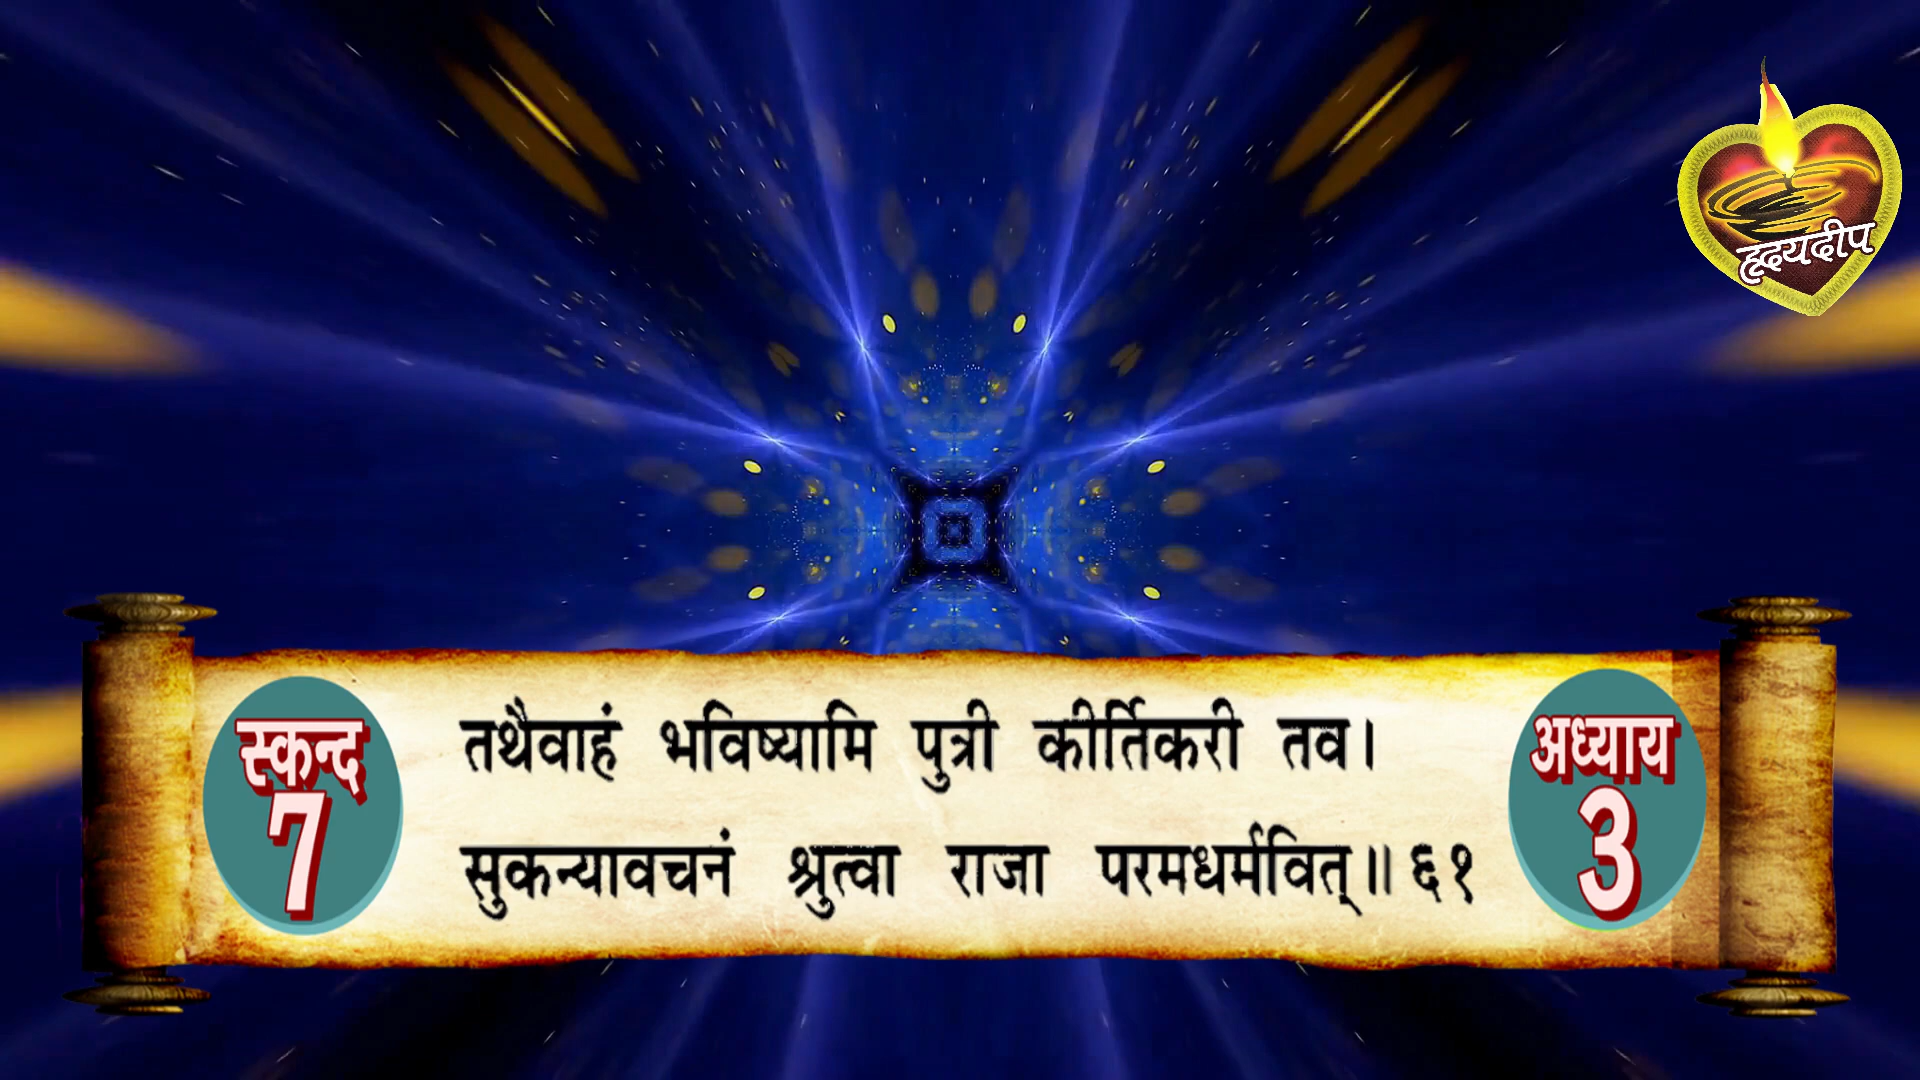 हृदयदीप
स्कन्द
7
तथैवाहं भविष्यामि पुत्री कीर्तिकरी तव।
सुकन्यावचनं श्रुत्वा राजा परमधर्मवित्॥ ६१
अध्याय
3